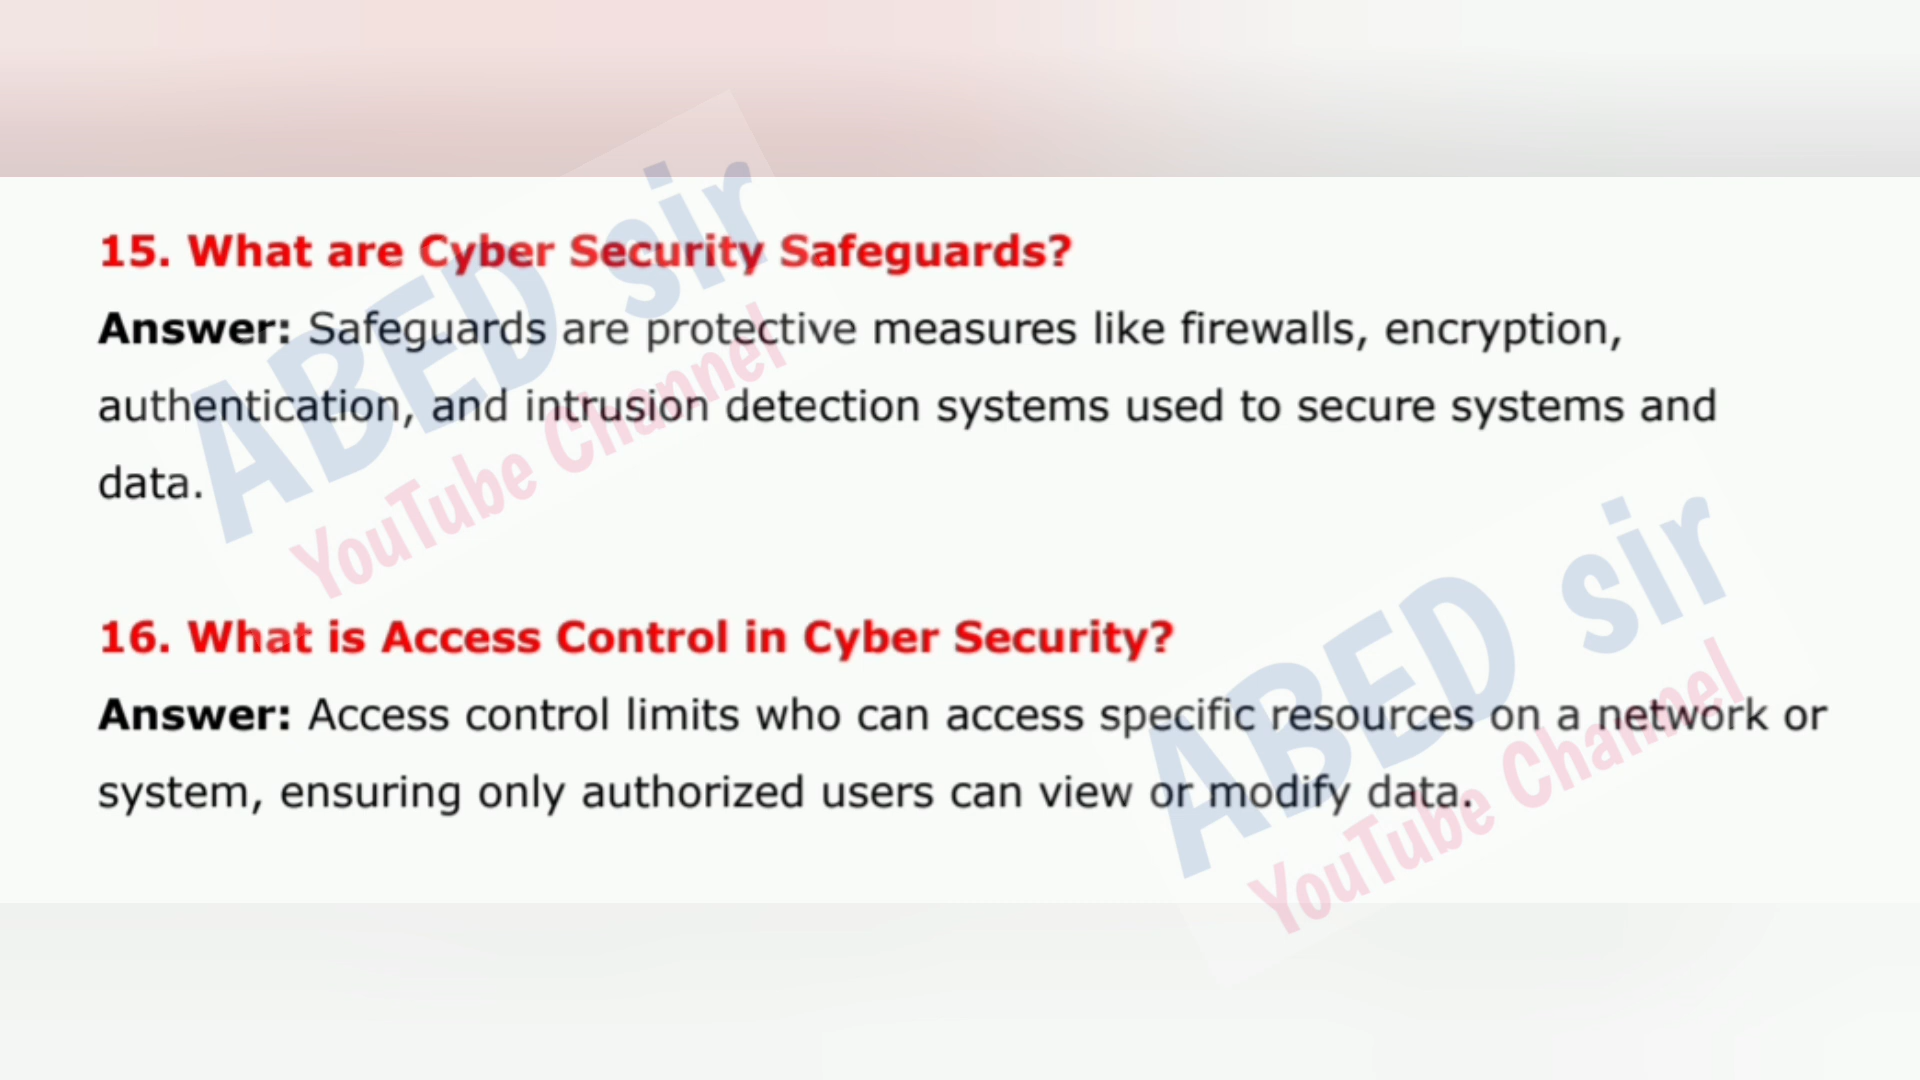 15. What are Cyber Security Safeguards?
Answer: Safeguards are protective measures like firewalls, encryption,
authentication, and intrusion detection systems used to secure systems and
data.
16. What is Access Control in Cyber Security?
Answer: Access control limits who can access specific resources on a network or
system, ensuring only authorized users can view or modify data.
ABED sir
YouTube Channel
ABED sir
YouTube Channel